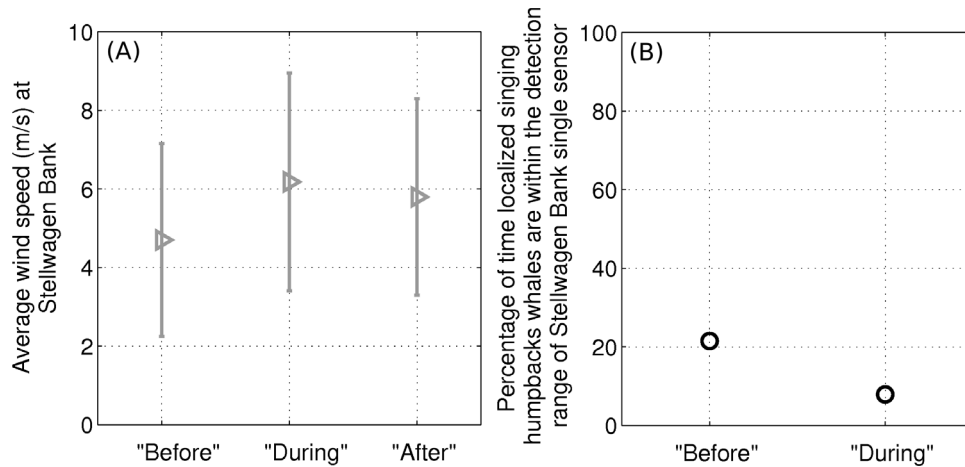 (A)
Average wind speed (m/s) at
Stellwagen Bank
10
8
6
4
2
0
"Before"
"During"
"After"
(B)
Percentage of time localized singing
humpbacks whales are within the detection
range of Stellwagen Bank single sensor
100
80
60
40
20
0
"Before"
"During"